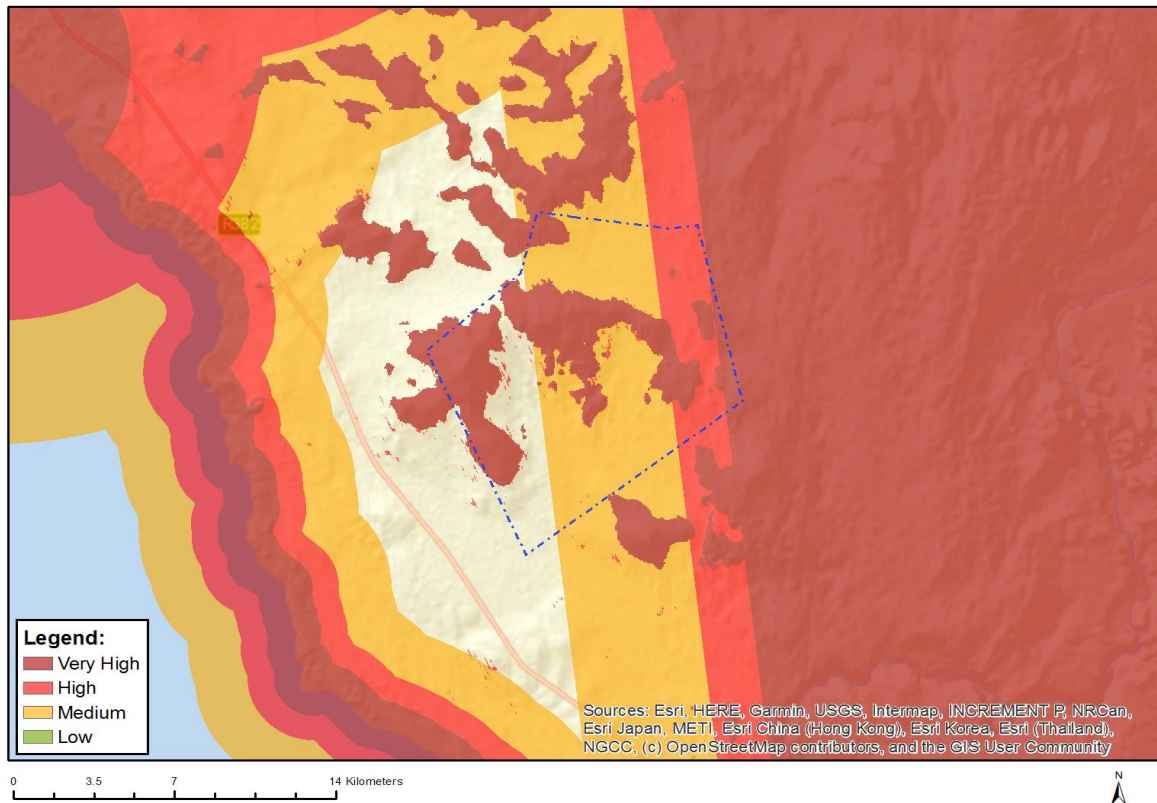 R382
Legend:
Very High
High
Medium
Low
Sources: Esri, HERE, Garmin, USGS, Intermap, INCREMENT P, NRCan,
Esri Japan, METI, Esri China (Hong Kong), Esri Korea, Esri (Thailand),
NGCC, (c) OpenStreetMap contributors, and the GIS User Community
0 3.5 7 14 Kilometers
N